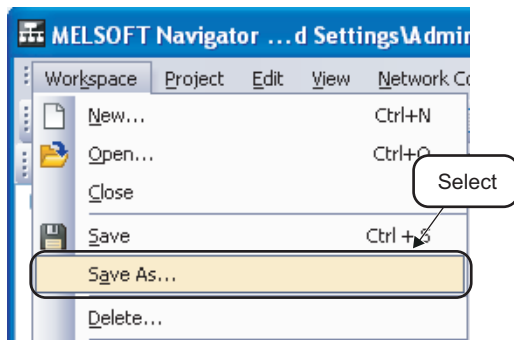 MELSOFT Navigator ...d Settings\Admin
Workspace Project Edit View Network Co
New... Ctrl+N
Open... Ctrl+O
Close
Select
Save Ctrl + S
Save As...
Delete...